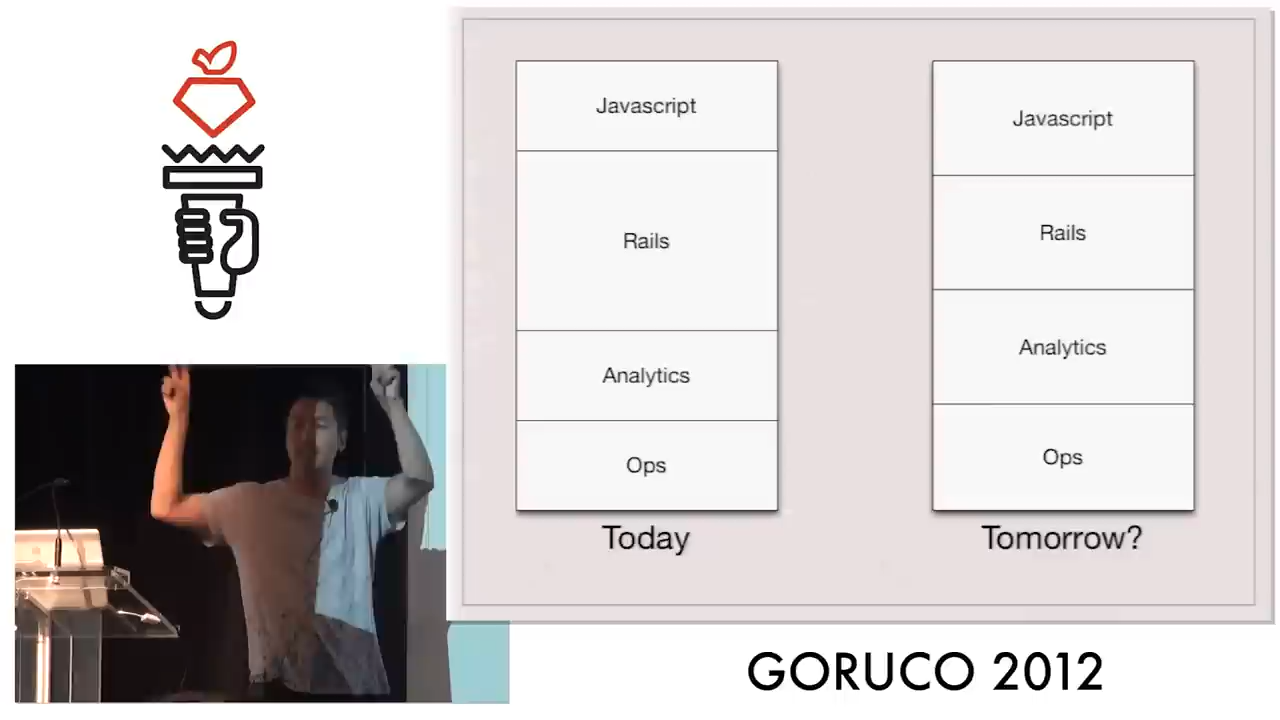 Javascript
Rails
Analytics
Ops
Today
Javascript
Rails
Analytics
Ops
Tomorrow?
GORUCO 2012